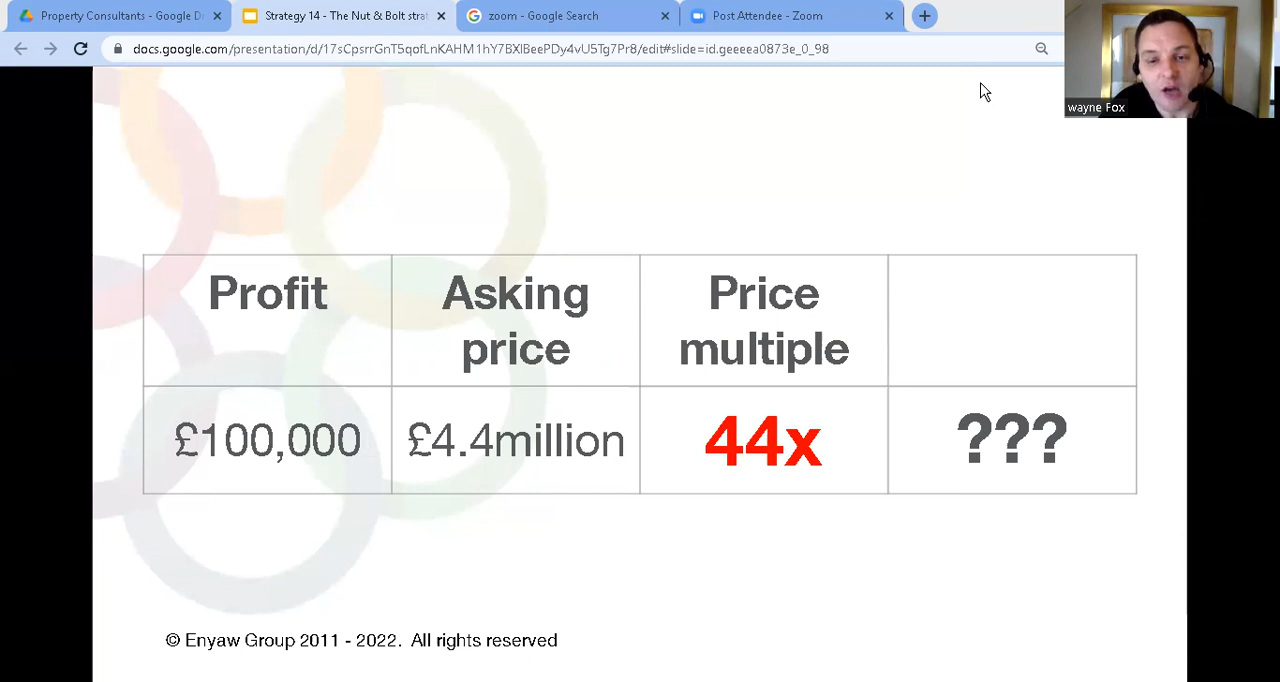 Property Consultants - Google Dr
Strategy 14 - The Nut & Bolt strat
zoom - Google Search
Post Attendee - Zoom
docs.google.com/presentation/d/17sCpsrrGnT5qofLnKAHM1hY7BXlBeePDy4vU5Tg7Pr8/edit#slide=id.geeeea0873e_0_98
wayne Fox
Profit
Asking
price
Price
multiple
£100,000
£4.4million
44x
???
© Enyaw Group 2011 - 2022. All rights reserved